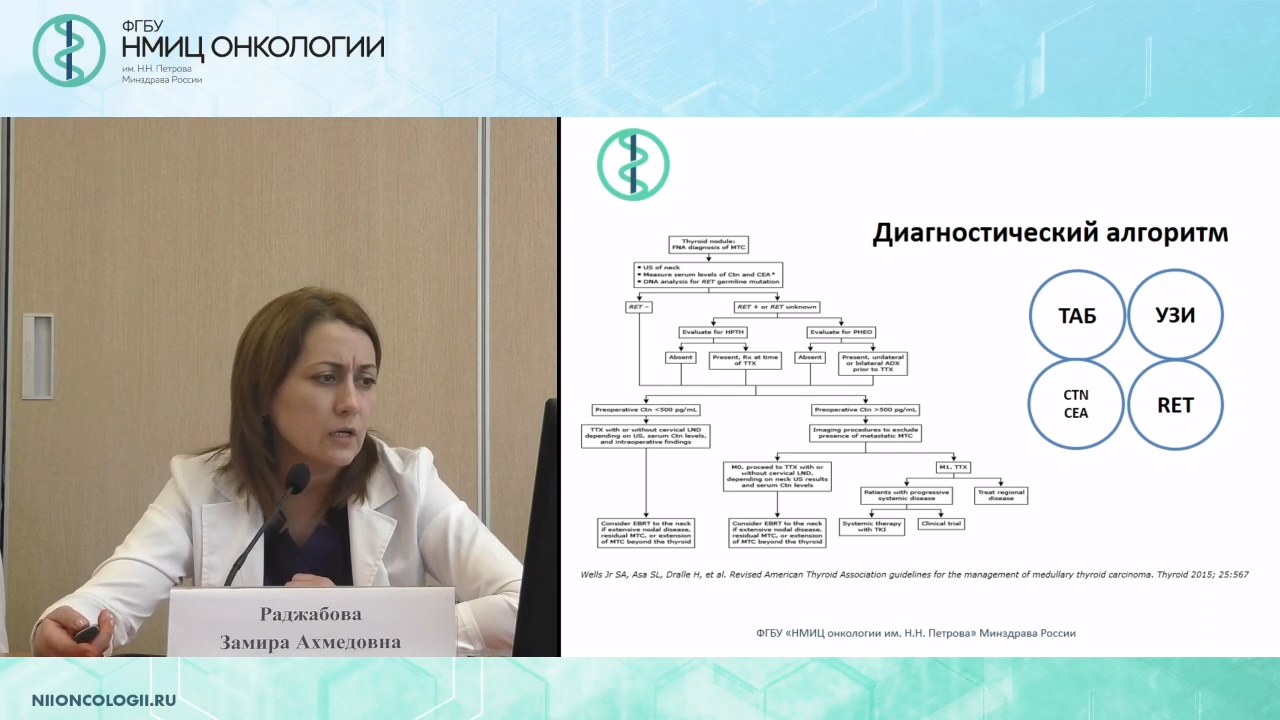 ФГБУ
НМИЦ ОНКОЛОГИИ
им. Н.Н. Петрова
Минздрава России
Раджабова
Замира Ахмедовна
Диагностический алгоритм
Thyroid nodule:
FNA diagnosis of MTC
▪ US of neck
▪ Measure serum levels of Ctn and CEA*
▪ DNA analysis for RET germline mutation
RET −
RET + or RET unknown
Evaluate for HPTH
Evaluate for PHEO
Absent
Present, Rx at time
of TTX
Absent
Present, unilateral
or bilateral ADX
prior to TTX
Preoperative Ctn <500 pg/mL
Preoperative Ctn >500 pg/mL
TTX with or without cervical LND
depending on US, serum Ctn levels,
and intraoperative findings
Imaging procedures to exclude
presence of metastatic MTC
M0, proceed to TTX with or
without cervical LND,
depending on neck US results
and serum Ctn levels
M1, TTX
Patients with progressive
systemic disease
Treat regional
disease
Consider EBRT to the neck
if extensive nodal disease,
residual MTC, or extension
of MTC beyond the thyroid
Consider EBRT to the neck
if extensive nodal disease,
residual MTC, or extension
of MTC beyond the thyroid
Systemic therapy
with TKI
Clinical trial
ТАБ
УЗИ
CTN
CEA
RET
Wells Jr SA, Asa SL, Dralle H, et al. Revised American Thyroid Association guidelines for the management of medullary thyroid carcinoma. Thyroid 2015; 25:567
ФГБУ «НМИЦ онкологии им. Н.Н. Петрова» Минздрава России
NIIONCOLOGII.RU